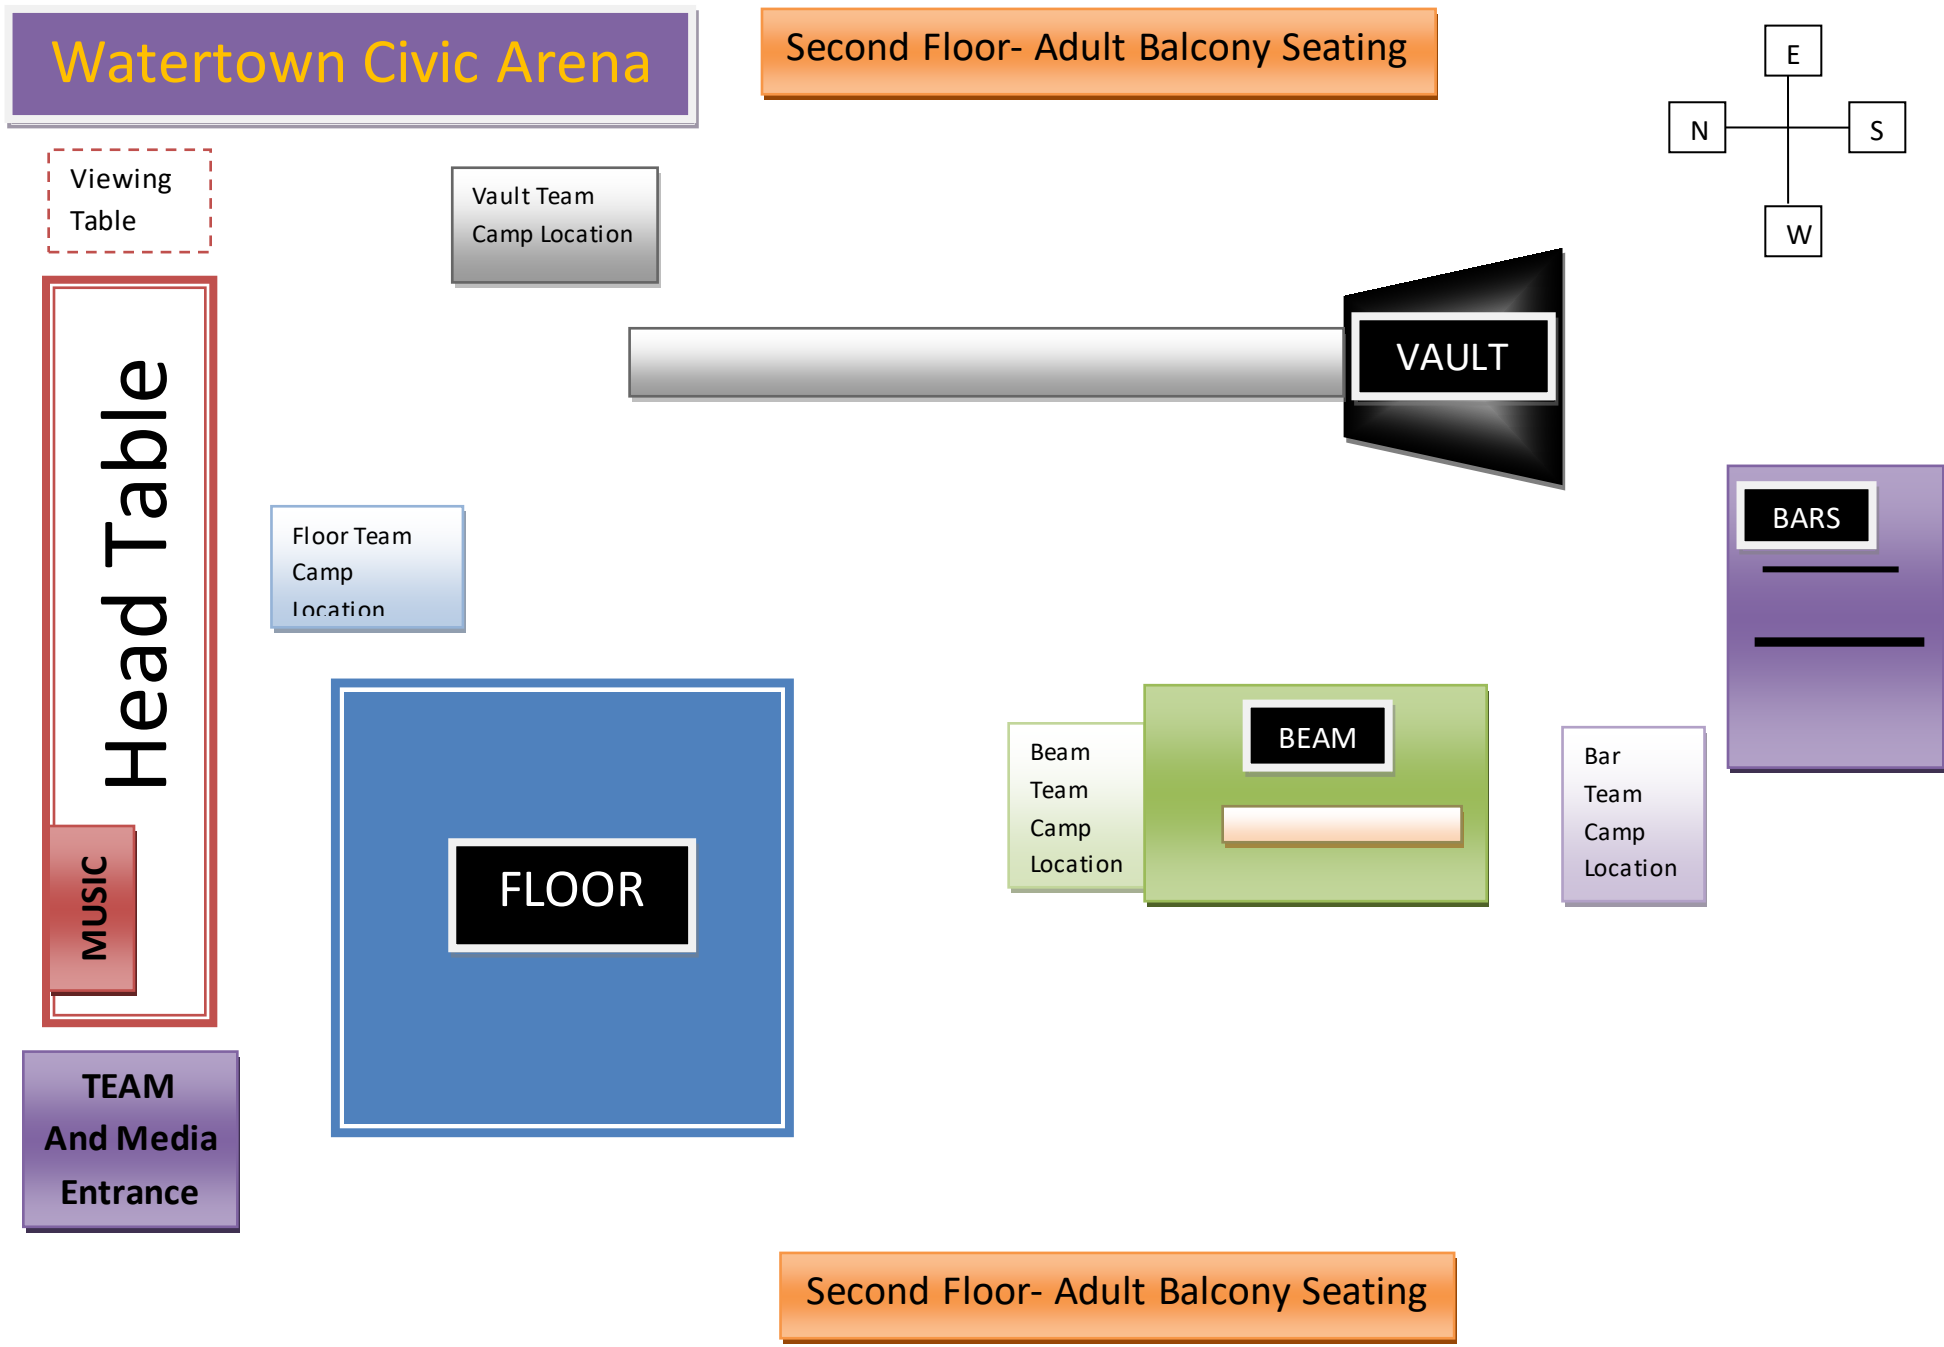 Watertown Civic Arena
Second Floor- Adult Balcony Seating
E
N
S
W
Viewing
Table
Vault Team
Camp Location
VAULT
Head Table
BARS
Floor Team
Camp
Location
Beam
Team
Camp
Location
BEAM
Bar
Team
Camp
Location
FLOOR
MUSIC
TEAM
And Media
Entrance
Second Floor- Adult Balcony Seating